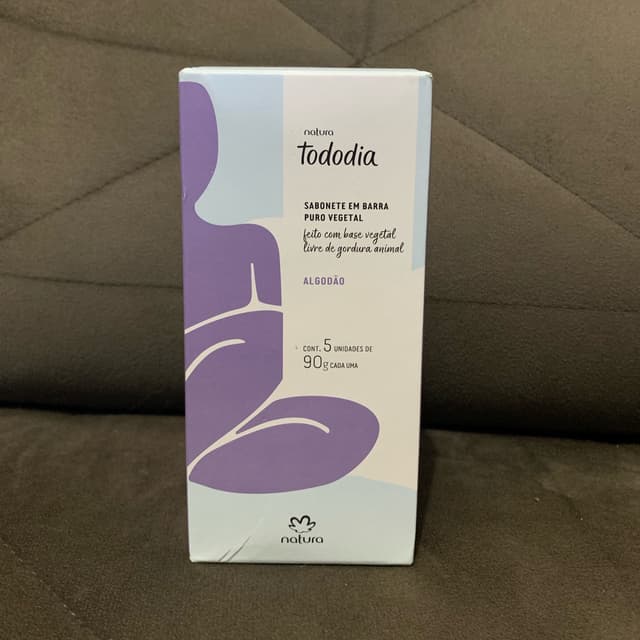 natura
tododia
SABONETE EM BARRA
PURO VEGETAL
feito com base vegetal
livre de gordura animal
ALGODÃO
CONT. 5 UNIDADES DE
90g CADA UMA
natura